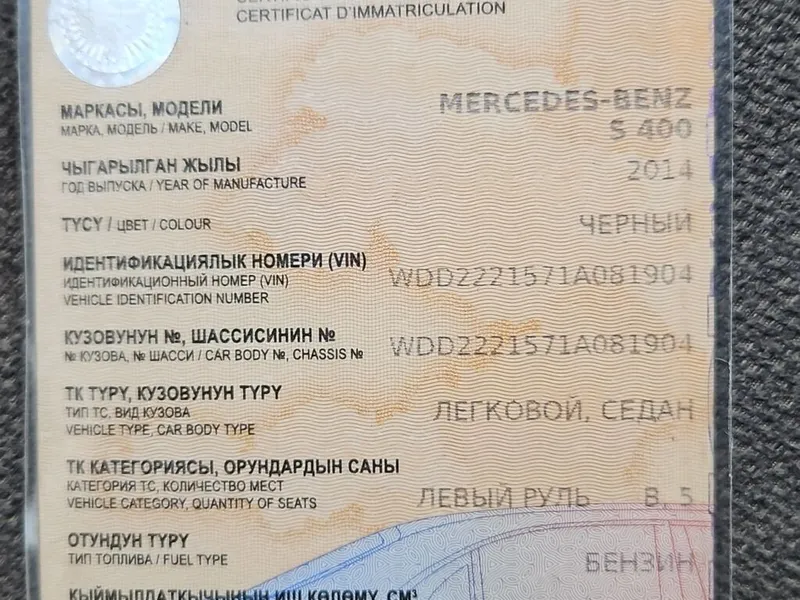 CERTIFICAT D'IMMATRICULATION
МАРКАСЫ, МОДЕЛИ
МАРКА, МОДЕЛЬ / MAKE, MODEL
MERCEDES-BENZ
S 400
ЧЫГАРЫЛГАН ЖЫЛЫ
ГОД ВЫПУСКА / YEAR OF MANUFACTURE
2014
ТҮСҮ / ЦВЕТ / COLOUR
ЧЕРНЫЙ
ИДЕНТИФИКАЦИЯЛЫК НОМЕРИ (VIN)
ИДЕНТИФИКАЦИОННЫЙ НОМЕР (VIN)
VEHICLE IDENTIFICATION NUMBER
WDD2221571A081904
КУЗОВУНУН №, ШАССИСИНИН №
№ КУЗОВА, № ШАССИ / CAR BODY №, CHASSIS №
WDD2221571A081904
ТК ТҮРҮ, КУЗОВУНУН ТҮРҮ
ТИП ТС, ВИД КУЗОВА
VEHICLE TYPE, CAR BODY TYPE
ЛЕГКОВОЙ, СЕДАН
ТК КАТЕГОРИЯСЫ, ОРУНДАРДЫН САНЫ
КАТЕГОРИЯ ТС, КОЛИЧЕСТВО МЕСТ
VEHICLE CATEGORY, QUANTITY OF SEATS
ЛЕВЫЙ РУЛЬ B, 5
ОТУНДУН ТҮРҮ
ТИП ТОПЛИВА / FUEL TYPE
БЕНЗИН
КЫЙМЫЛДАТКЫЧЫНЫН ИШ КӨЛӨМҮ, СМ³